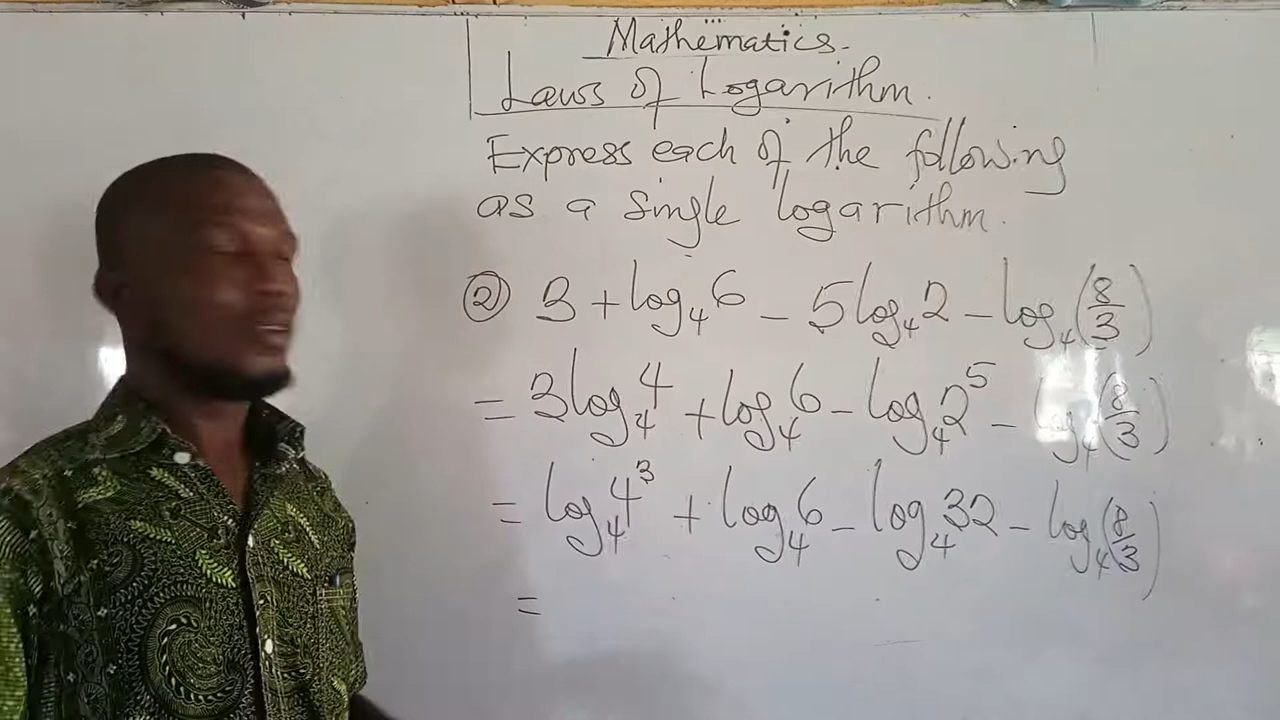 Mathematics.
Laws of Logarithm.
Express each of the following
as a single logarithm.
② 3 + log₄6 - 5log₄2 - log₄(8/3)
= 3log₄4 + log₄6 - log₄2⁵ - log₄(8/3)
= log₄4³ + log₄6 - log₄32 - log₄(8/3)
=